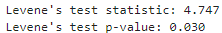 Levene's test statistic: 4.747
Levene's test p-value: 0.030